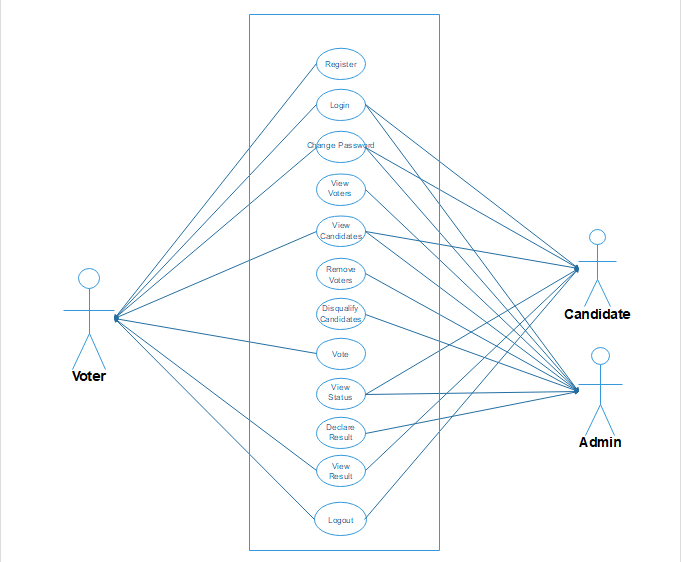 Register
Login
Change Password
View
Voters
View
Candidates
Remove
Voters
Disqualify
Candidates
Vote
View
Status
Declare
Result
View
Result
Logout
Voter
Candidate
Admin